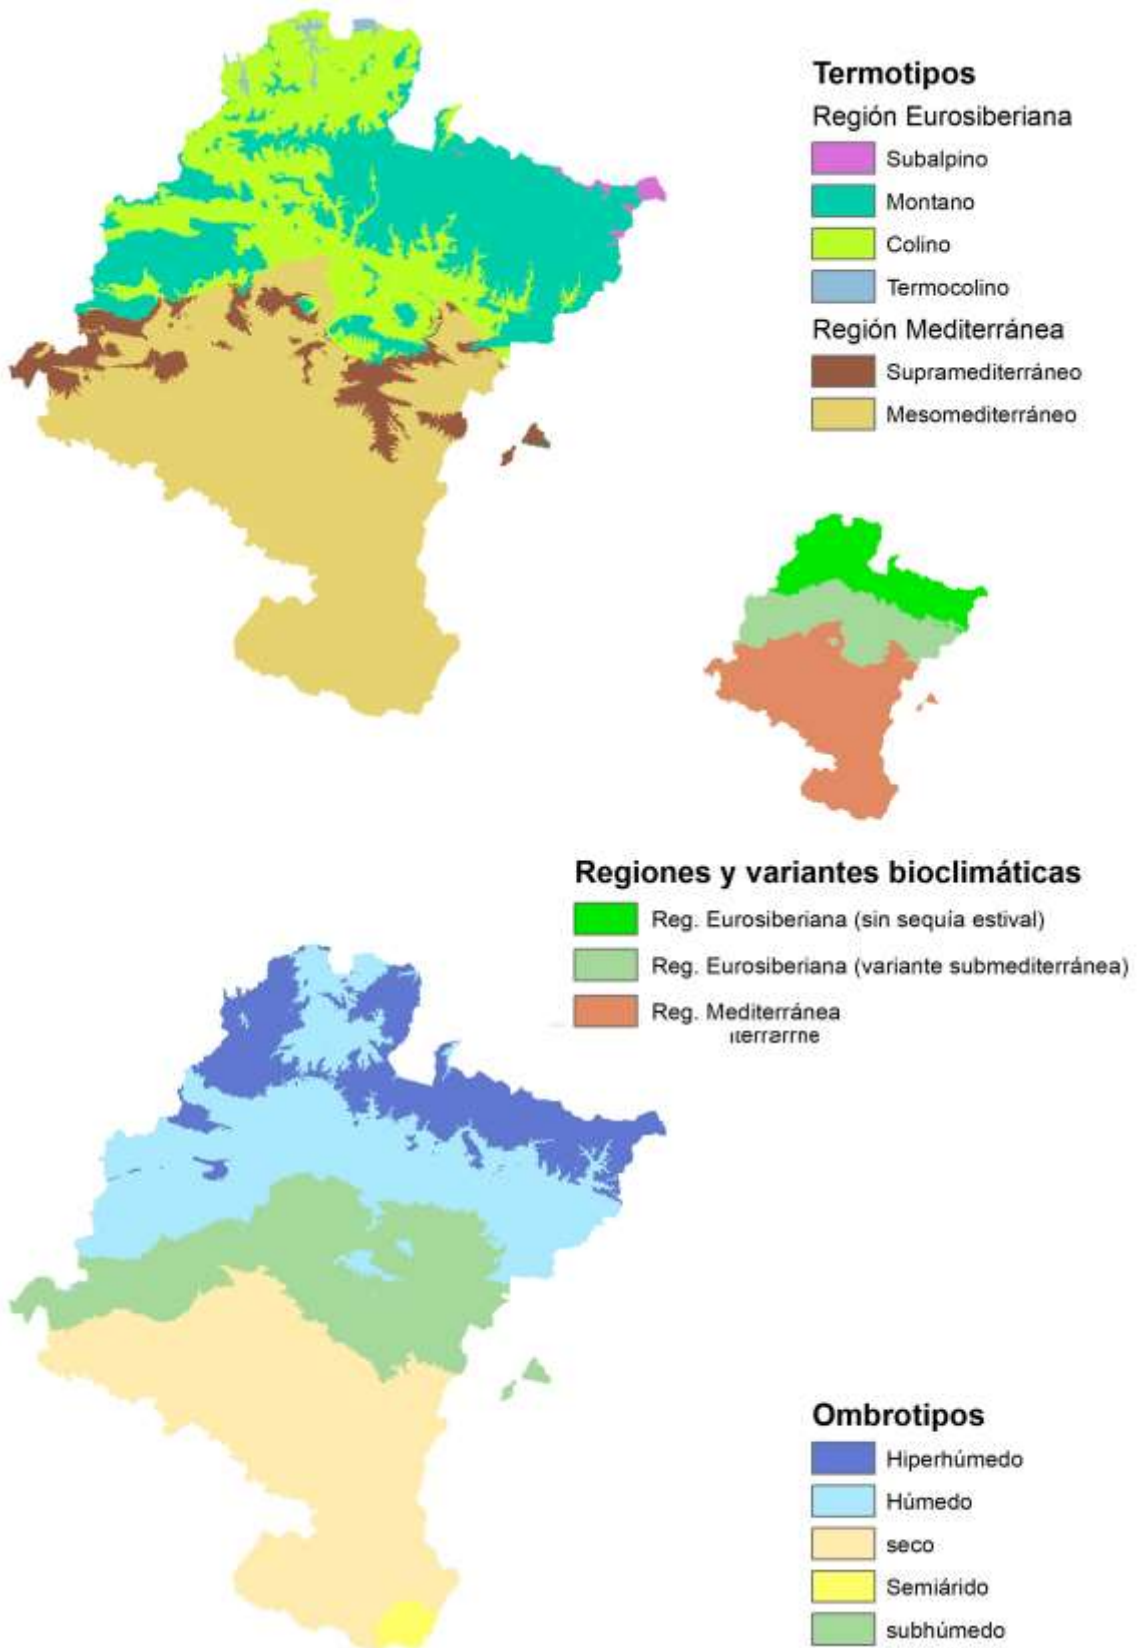 Termotipos
Región Eurosiberiana
Subalpino
Montano
Colino
Termocolino
Región Mediterránea
Supramediterráneo
Mesomediterráneo
Regiones y variantes bioclimáticas
Reg. Eurosiberiana (sin sequía estival)
Reg. Eurosiberiana (variante submediterránea)
Reg. Mediterránea
Ombrotipos
Hiperhúmedo
Húmedo
seco
Semiárido
subhúmedo